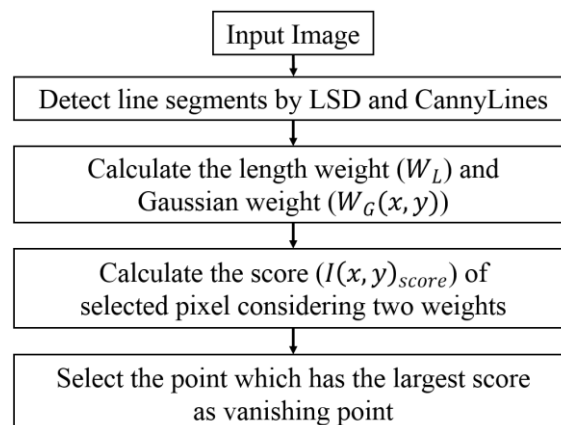 Input Image
Detect line segments by LSD and CannyLines
Calculate the length weight (W_L) and
Gaussian weight (W_G(x, y))
Calculate the score (I(x, y)_{score}) of
selected pixel considering two weights
Select the point which has the largest score
as vanishing point